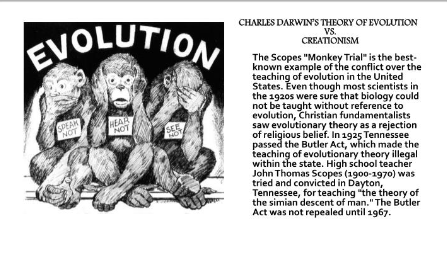 EVOLUTION
SPEAK NOT
HEAR NOT
SEE NOT
CHARLES DARWIN'S THEORY OF EVOLUTION
VS.
CREATIONISM
The Scopes "Monkey Trial" is the best-
known example of the conflict over the
teaching of evolution in the United
States. Even though most scientists in
the 1920s were sure that biology could
not be taught without reference to
evolution, Christian fundamentalists
saw evolutionary theory as a rejection
of religious belief. In 1925 Tennessee
passed the Butler Act, which made the
teaching of evolutionary theory illegal
within the state. High school teacher
John Thomas Scopes (1900-1970) was
tried and convicted in Dayton,
Tennessee, for teaching "the theory of
the simian descent of man." The Butler
Act was not repealed until 1967.